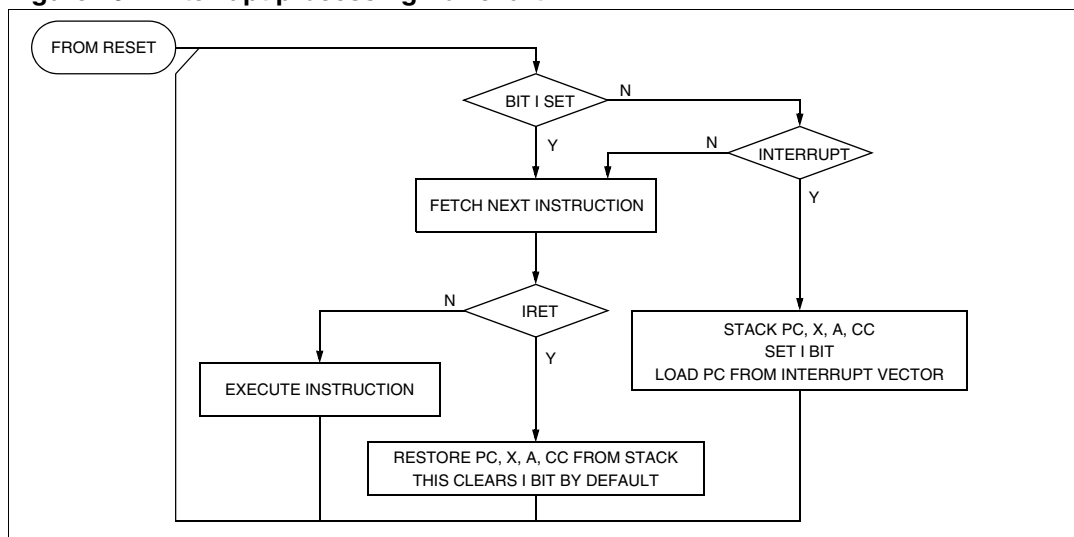 FROM RESET
BIT I SET
N
Y
N
INTERRUPT
Y
FETCH NEXT INSTRUCTION
N
IRET
Y
STACK PC, X, A, CC
SET I BIT
LOAD PC FROM INTERRUPT VECTOR
EXECUTE INSTRUCTION
RESTORE PC, X, A, CC FROM STACK
THIS CLEARS I BIT BY DEFAULT